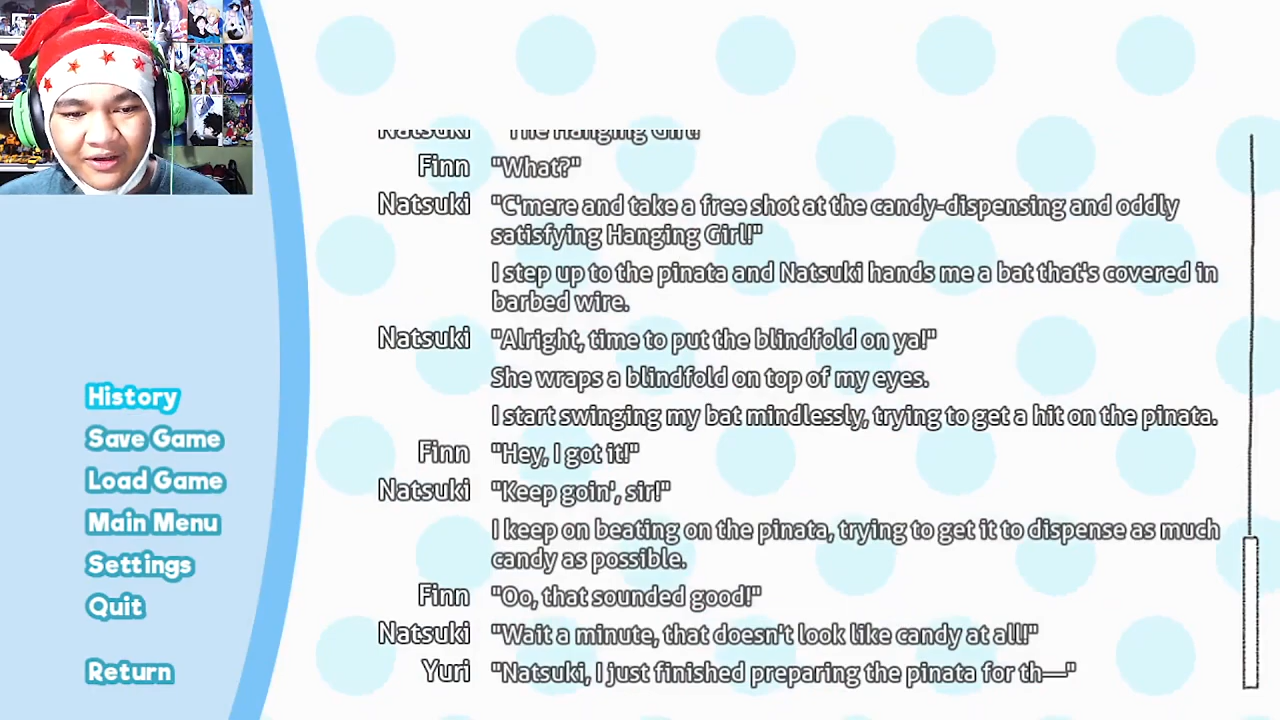 Natsuki "The Hanging Girl!
Finn "What?"
Natsuki "C'mere and take a free shot at the candy-dispensing and oddly
satisfying Hanging Girl!"
I step up to the pinata and Natsuki hands me a bat that's covered in
barbed wire.
Natsuki "Alright, time to put the blindfold on ya!"
She wraps a blindfold on top of my eyes.
I start swinging my bat mindlessly, trying to get a hit on the pinata.
Finn "Hey, I got it!"
Natsuki "Keep goin', sir!"
I keep on beating on the pinata, trying to get it to dispense as much
candy as possible.
Finn "Oo, that sounded good!"
Natsuki "Wait a minute, that doesn't look like candy at all!"
Yuri "Natsuki, I just finished preparing the pinata for th—"
History
Save Game
Load Game
Main Menu
Settings
Quit
Return